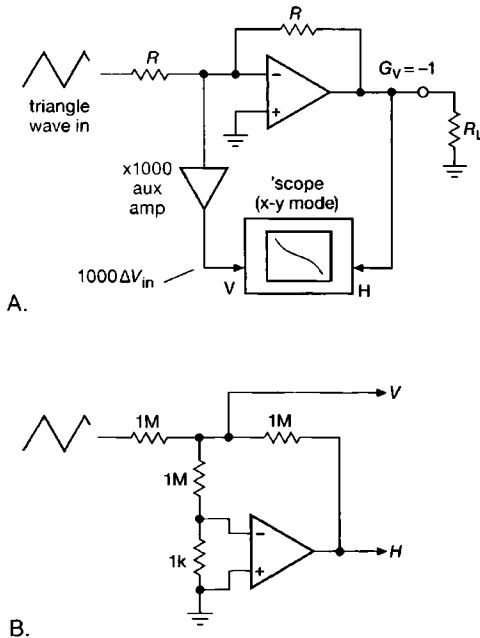 R
R
G_V = -1
triangle
wave in
R_L
x1000
aux
amp
'scope
(x-y mode)
1000ΔV_in
V
H
A.
V
1M
1M
1M
1k
H
B.